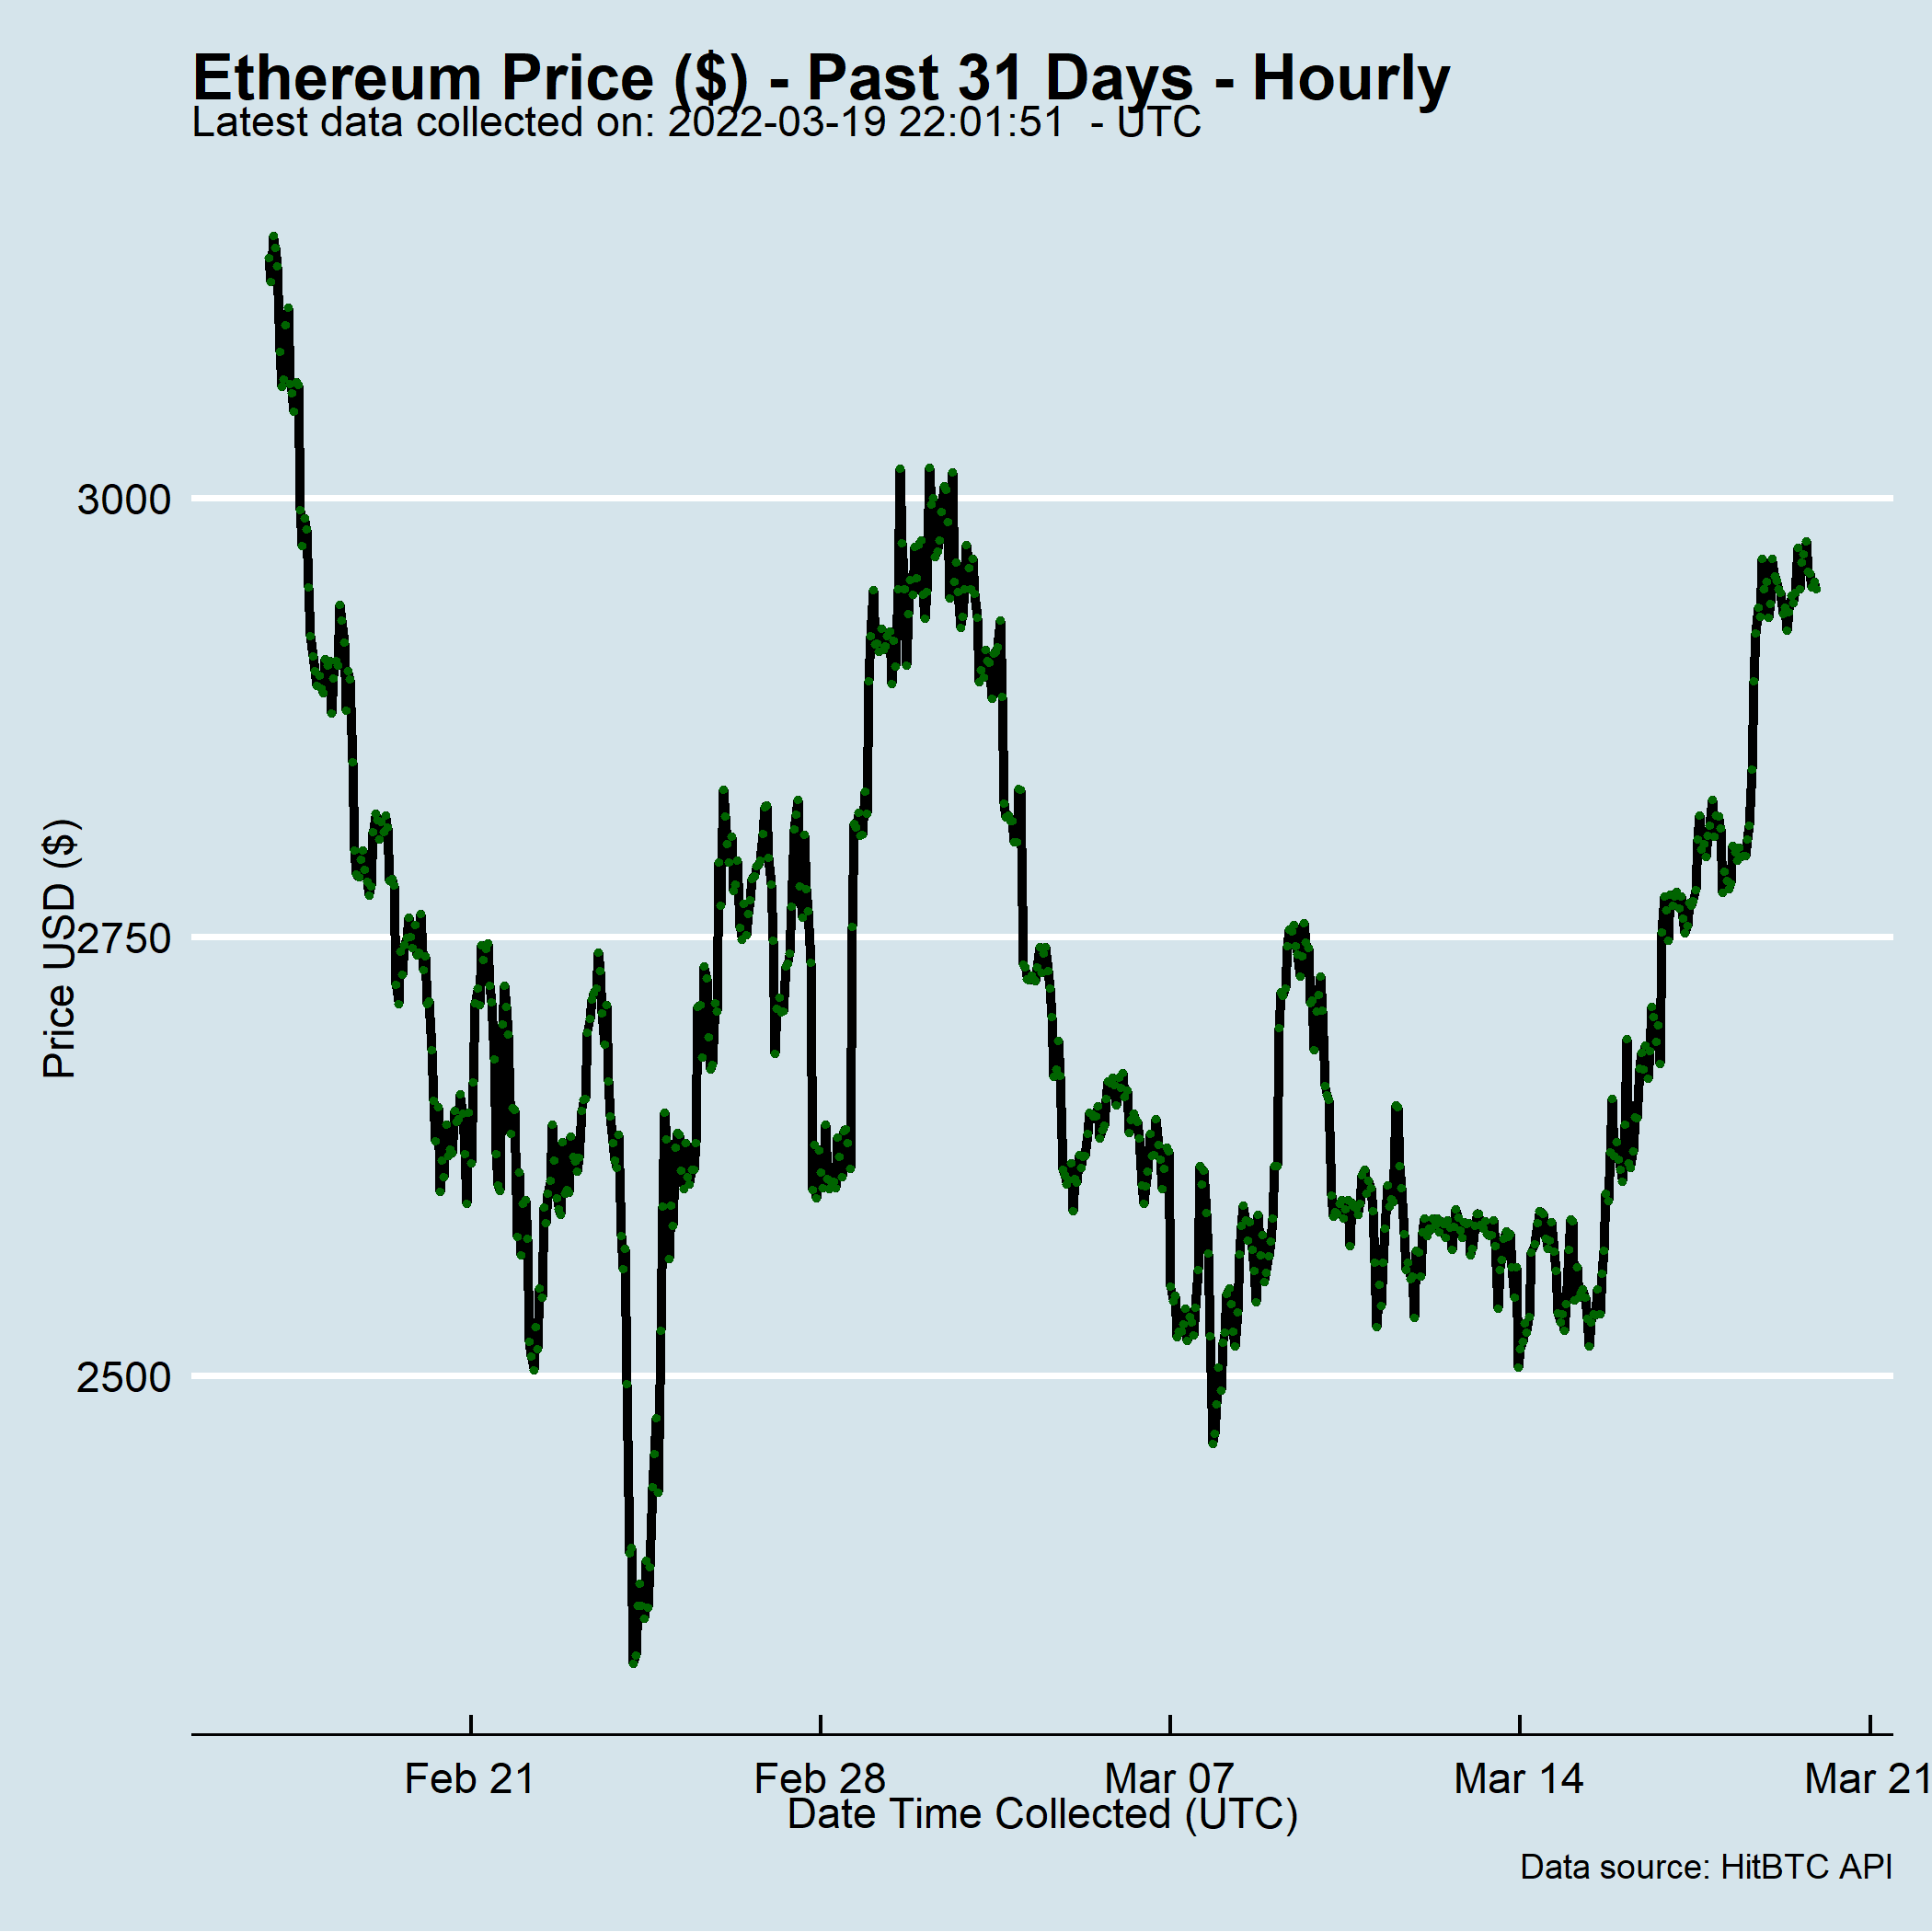 Ethereum Price ($) - Past 31 Days - Hourly
Latest data collected on: 2022-03-19 22:01:51  - UTC
Price USD ($)
3000
2750
2500
Feb 21
Feb 28
Mar 07
Mar 14
Mar 21
Date Time Collected (UTC)
Data source: HitBTC API